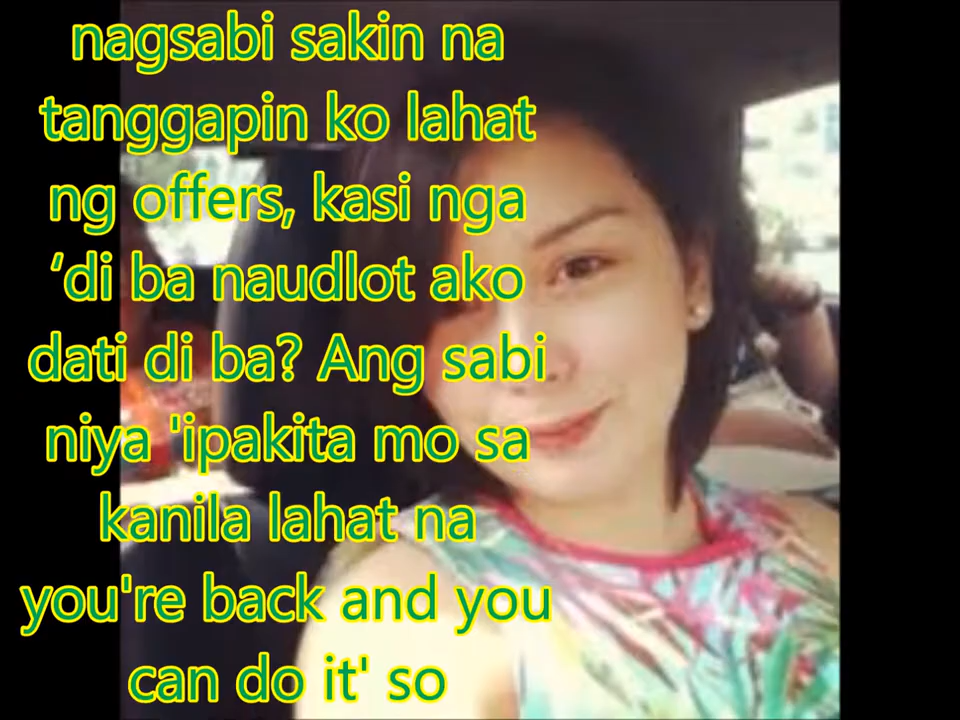 nagsabi sakin na
tanggapin ko lahat
ng offers, kasi nga
‘di ba naudlot ako
dati di ba? Ang sabi
niya 'ipakita mo sa
kanila lahat na
you're back and you
can do it' so